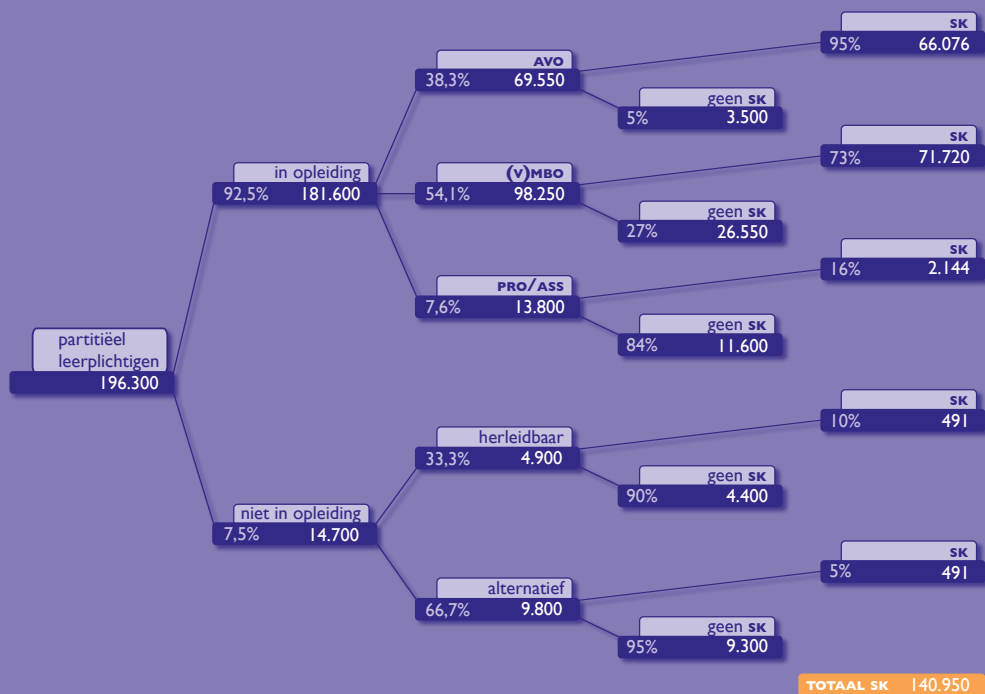 SK
95% 66.076
AVO
38,3% 69.550
geen SK
5% 3.500
SK
73% 71.720
in opleiding
92,5% 181.600
(V)MBO
54,1% 98.250
geen SK
27% 26.550
SK
16% 2.144
PRO/ASS
7,6% 13.800
geen SK
84% 11.600
partitiëel
leerplichtigen
196.300
SK
10% 491
herleidbaar
33,3% 4.900
geen SK
90% 4.400
niet in opleiding
7,5% 14.700
SK
5% 491
alternatief
66,7% 9.800
geen SK
95% 9.300
TOTAAL SK 140.950